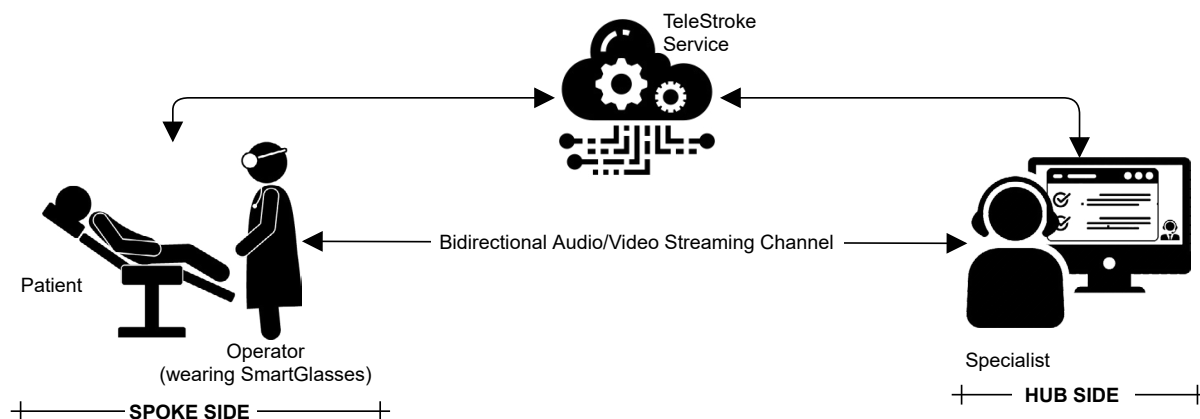 TeleStroke
Service
Bidirectional Audio/Video Streaming Channel
Patient
Operator
(wearing SmartGlasses)
Specialist
SPOKE SIDE
HUB SIDE